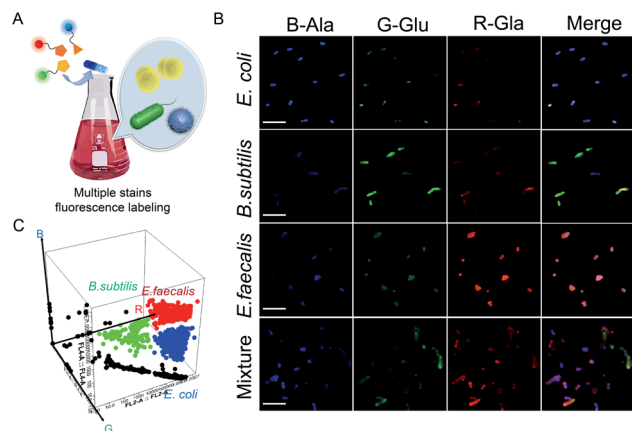 A
Multiple stains
fluorescence labeling
B
B-Ala
G-Glu
R-Gla
Merge
E. coli
B.subtilis
E.faecalis
Mixture
C
B
B.subtilis
E.faecalis
R
E. coli
G